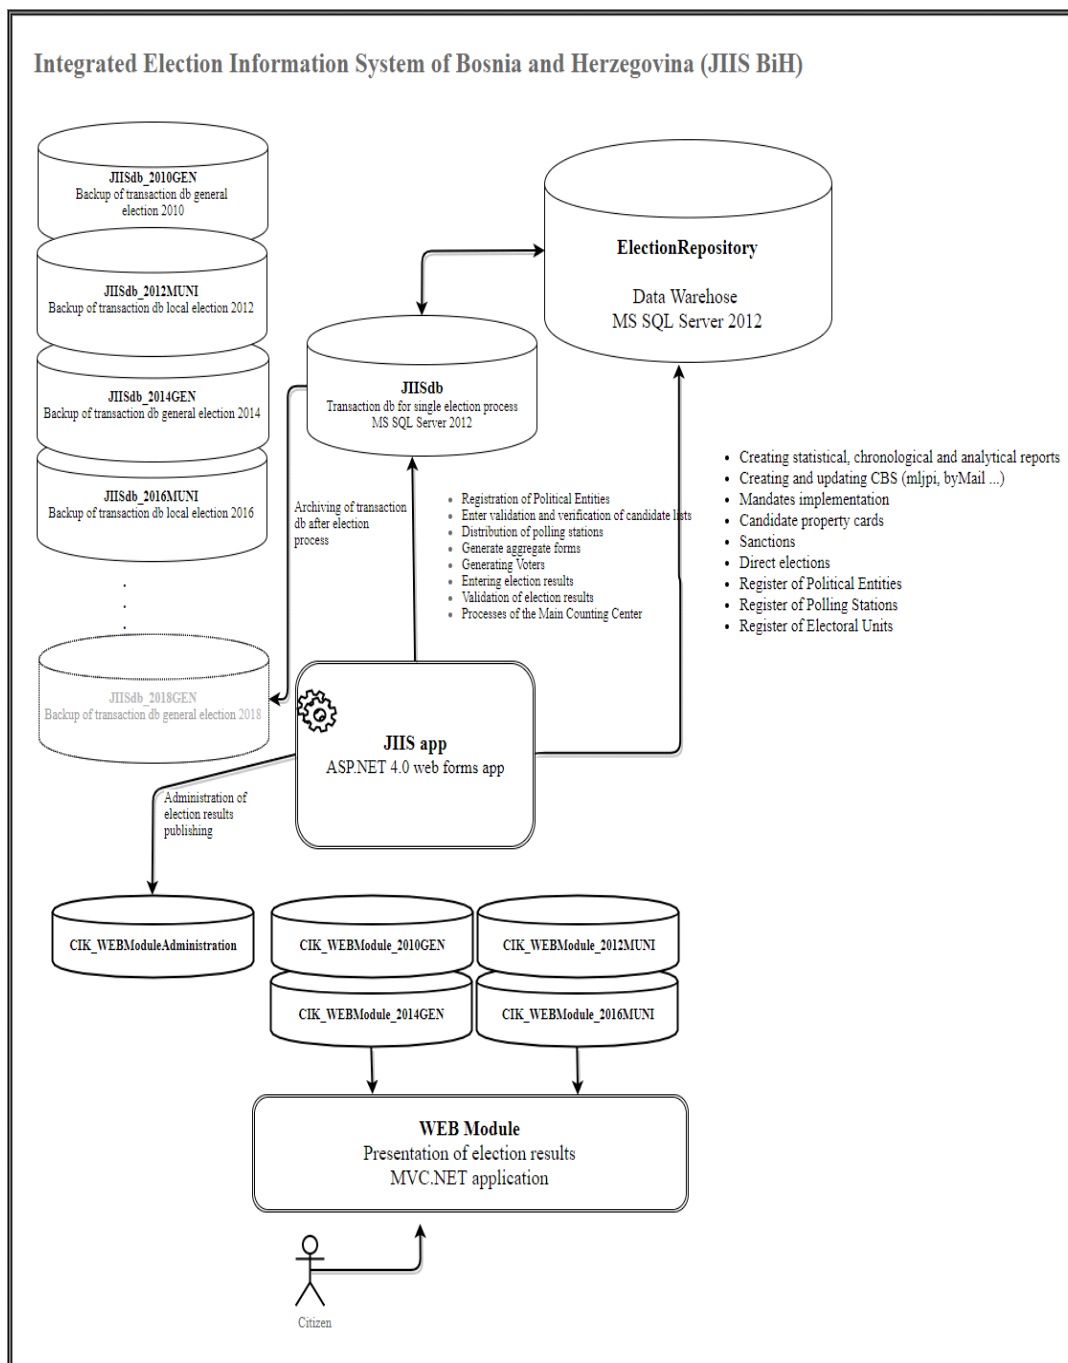 Integrated Election Information System of Bosnia and Herzegovina (JIIS BiH)
JIISdb_2010GEN
Backup of transaction db general
election 2010
JIISdb_2012MUNI
Backup of transaction db local election 2012
JIISdb_2014GEN
Backup of transaction db general election 2014
JIISdb_2016MUNI
Backup of transaction db local election 2016
.
.
.
JIISdb_2018GEN
Backup of transaction db general election 2018
ElectionRepository
Data Warehose
MS SQL Server 2012
JIISdb
Transaction db for single election process
MS SQL Server 2012
Archiving of transaction
db after election
process
• Registration of Political Entities
• Enter validation and verification of candidate lists
• Distribution of polling stations
• Generate aggregate forms
• Generating Voters
• Entering election results
• Validation of election results
• Processes of the Main Counting Center
• Creating statistical, chronological and analytical reports
• Creating and updating CBS (mljpi, byMail ...)
• Mandates implementation
• Candidate property cards
• Sanctions
• Direct elections
• Register of Political Entities
• Register of Polling Stations
• Register of Electoral Units
JIIS app
ASP.NET 4.0 web forms app
Administration of
election results
publishing
CIK_WEBModuleAdministration
CIK_WEBModule_2010GEN
CIK_WEBModule_2012MUNI
CIK_WEBModule_2014GEN
CIK_WEBModule_2016MUNI
WEB Module
Presentation of election results
MVC.NET application
Citizen